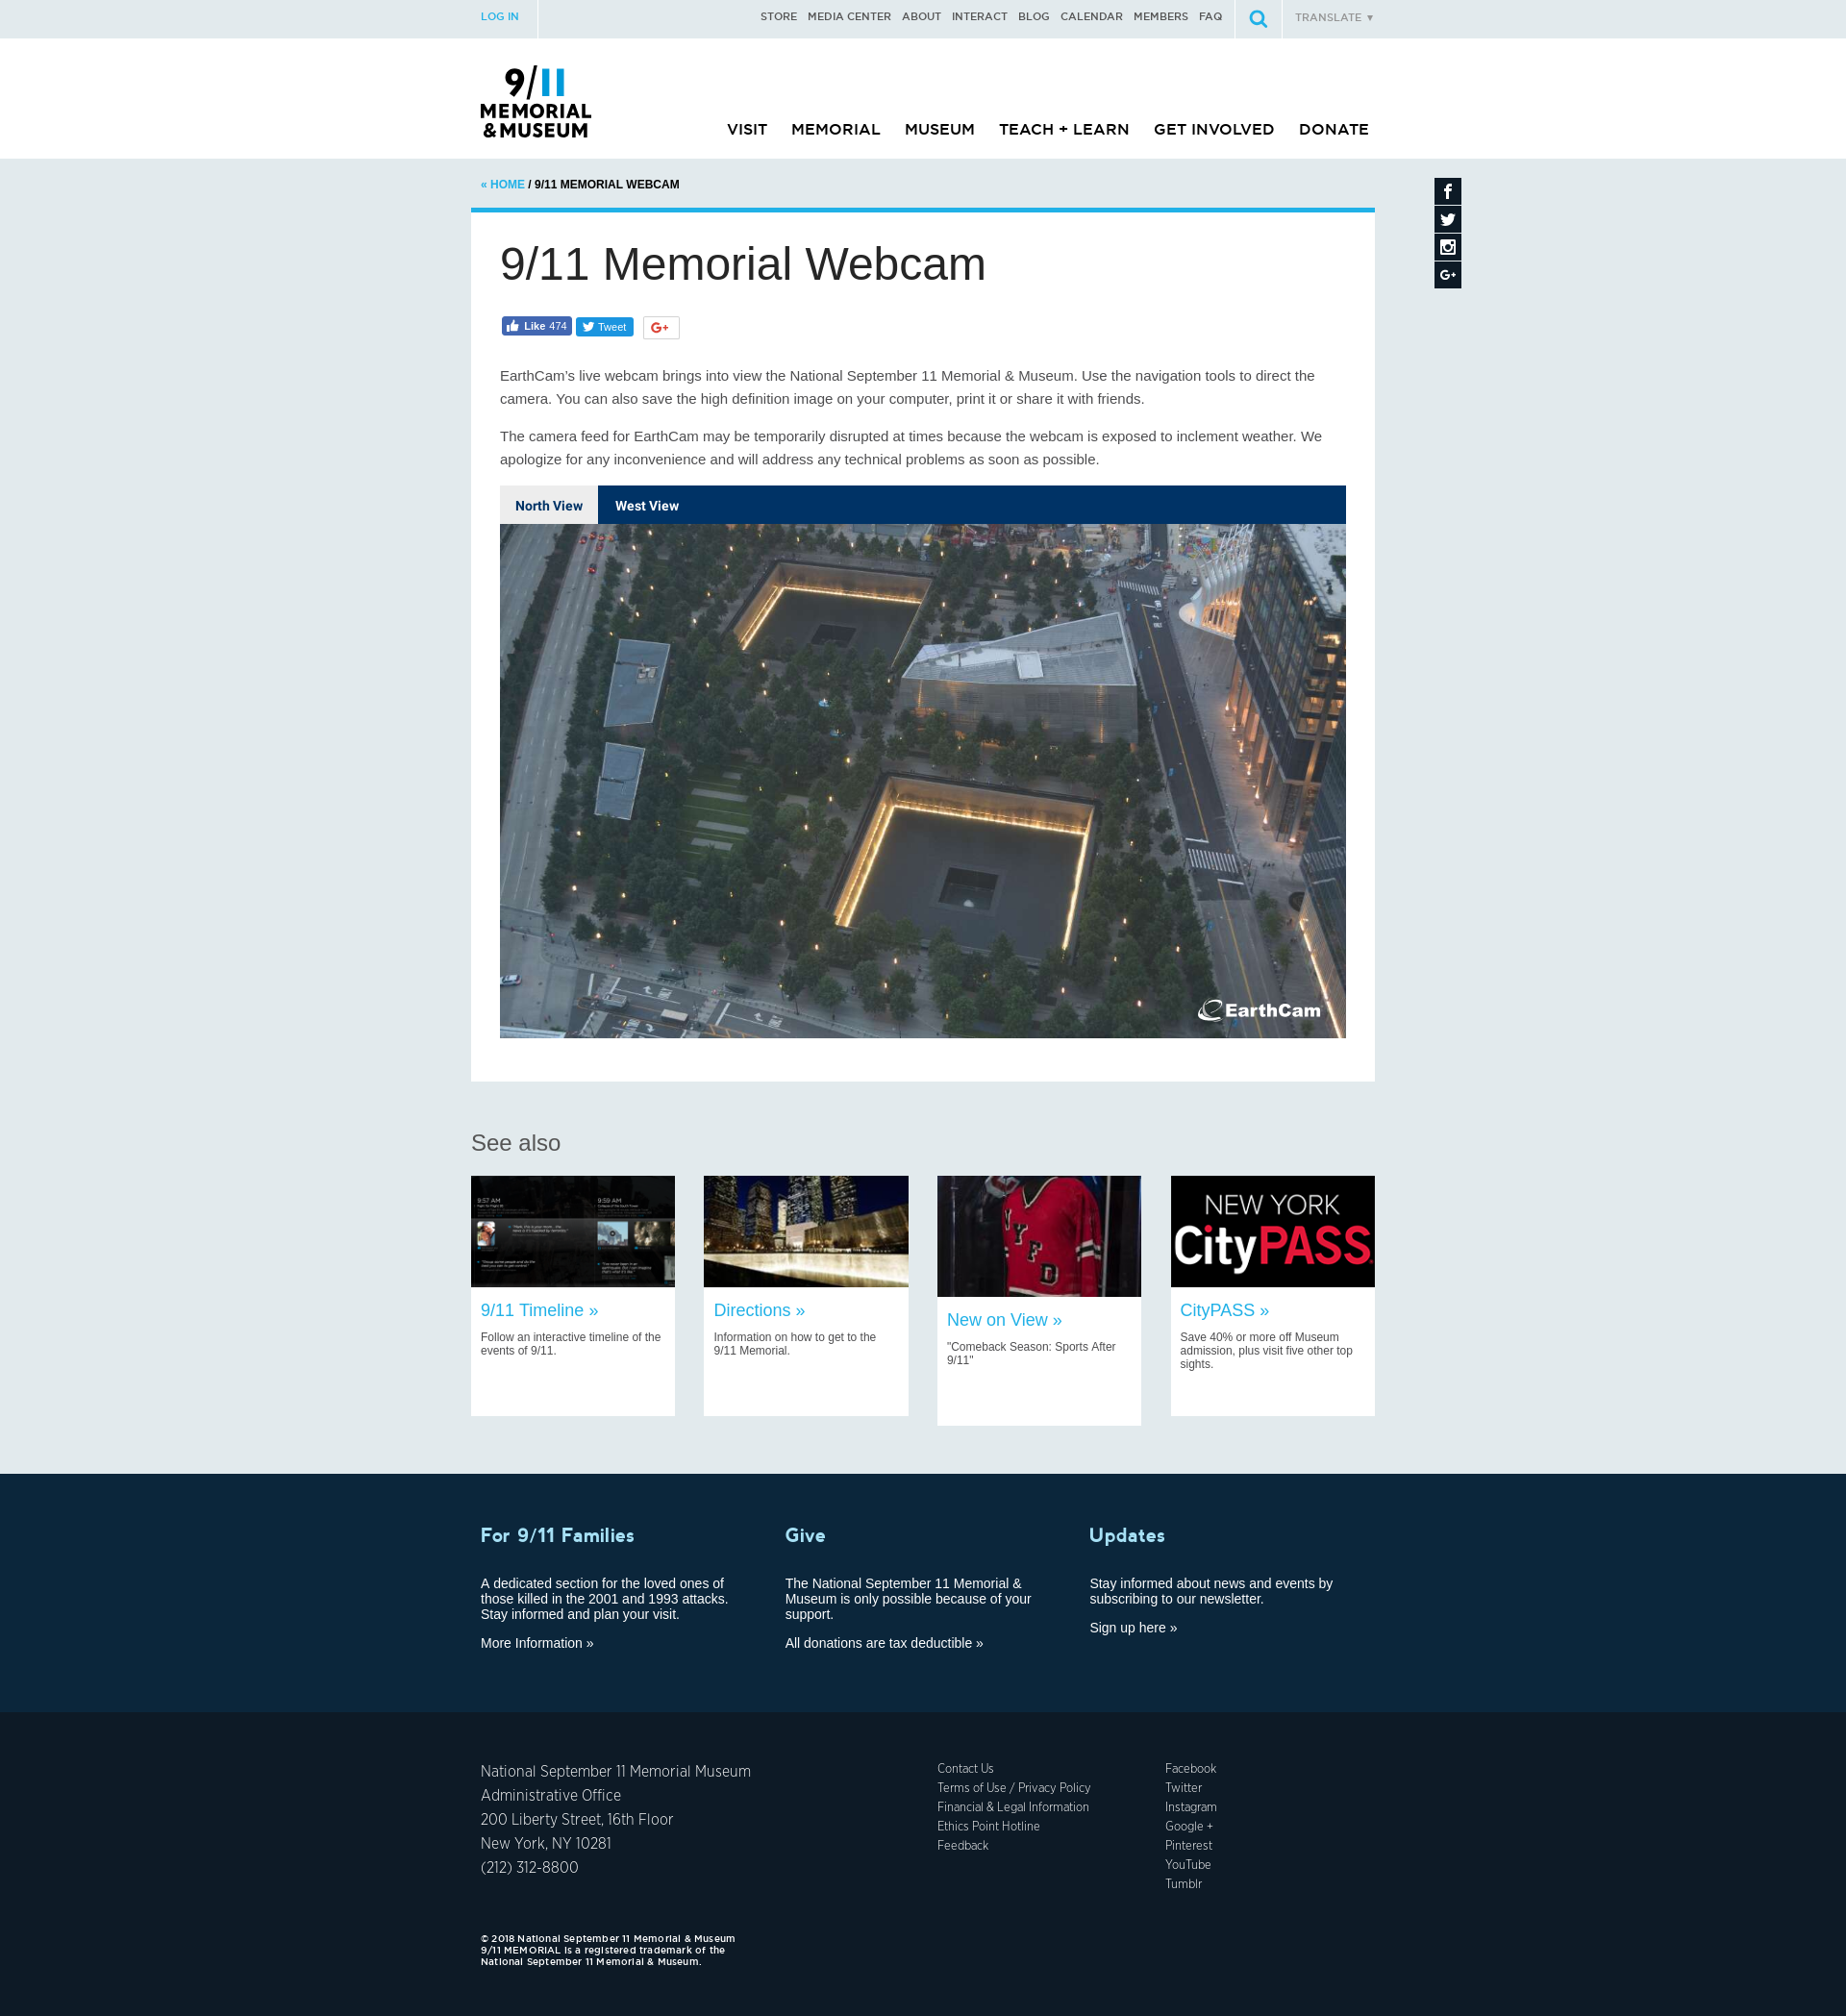 LOG IN
STORE MEDIA CENTER ABOUT INTERACT BLOG CALENDAR MEMBERS FAQ
TRANSLATE ▼
9/11
MEMORIAL
& MUSEUM
VISIT MEMORIAL MUSEUM TEACH + LEARN GET INVOLVED DONATE
« HOME / 9/11 MEMORIAL WEBCAM
9/11 Memorial Webcam
Like 474
Tweet
G+
EarthCam's live webcam brings into view the National September 11 Memorial & Museum. Use the navigation tools to direct the
camera. You can also save the high definition image on your computer, print it or share it with friends.
The camera feed for EarthCam may be temporarily disrupted at times because the webcam is exposed to inclement weather. We
apologize for any inconvenience and will address any technical problems as soon as possible.
North View West View
EarthCam
See also
9:57 AM
9:59 AM
NYFD
NEW YORK
CityPASS
9/11 Timeline »
Follow an interactive timeline of the
events of 9/11.
Directions »
Information on how to get to the
9/11 Memorial.
New on View »
"Comeback Season: Sports After
9/11"
CityPASS »
Save 40% or more off Museum
admission, plus visit five other top
sights.
For 9/11 Families
A dedicated section for the loved ones of
those killed in the 2001 and 1993 attacks.
Stay informed and plan your visit.
More Information »
Give
The National September 11 Memorial &
Museum is only possible because of your
support.
All donations are tax deductible »
Updates
Stay informed about news and events by
subscribing to our newsletter.
Sign up here »
National September 11 Memorial Museum
Administrative Office
200 Liberty Street, 16th Floor
New York, NY 10281
(212) 312-8800
Contact Us
Terms of Use / Privacy Policy
Financial & Legal Information
Ethics Point Hotline
Feedback
Facebook
Twitter
Instagram
Google +
Pinterest
YouTube
Tumblr
© 2018 National September 11 Memorial & Museum
9/11 MEMORIAL is a registered trademark of the
National September 11 Memorial & Museum.